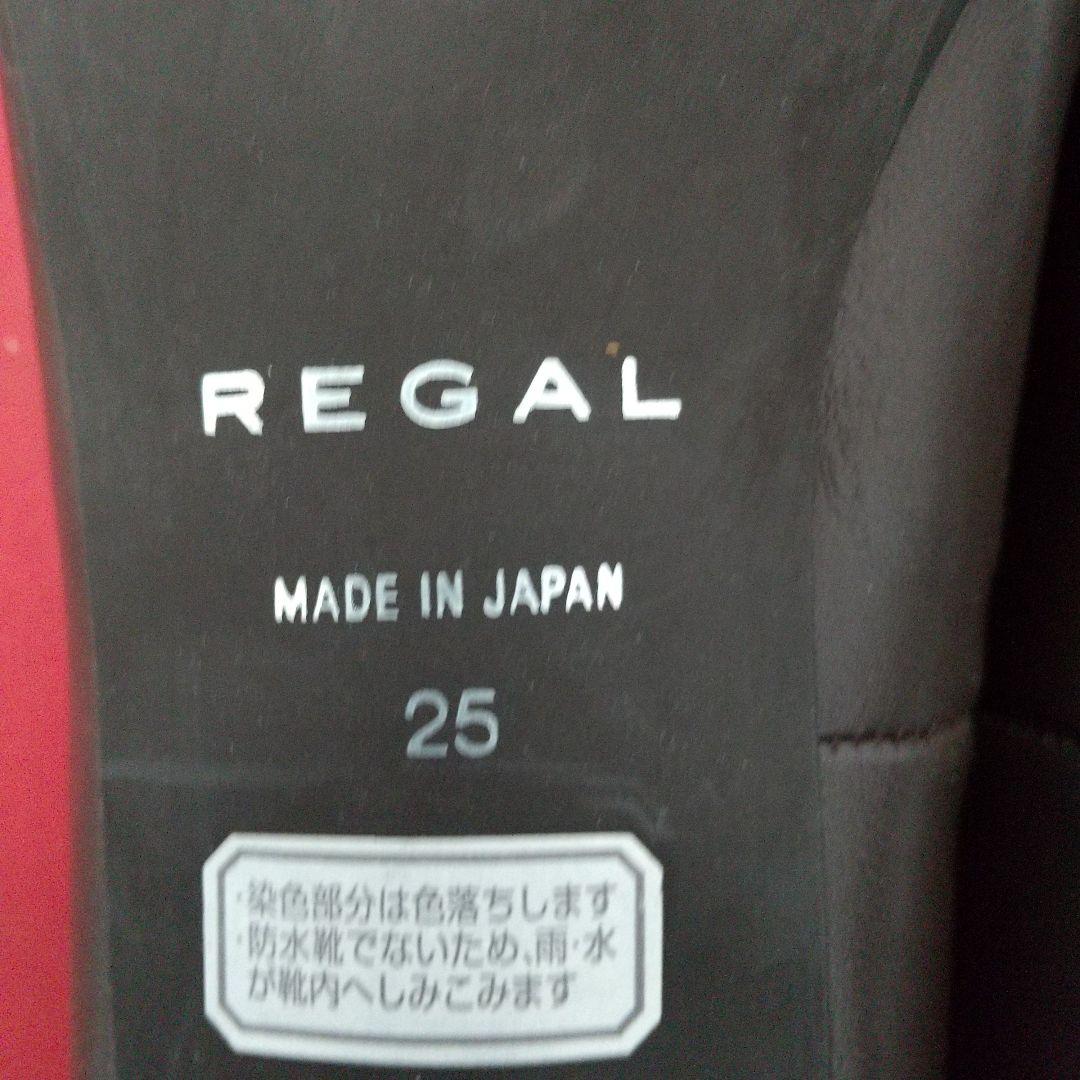 REGAL
MADE IN JAPAN
25
・染色部分は色落ちします
・防水靴でないため、雨・水
が靴内へしみこみます